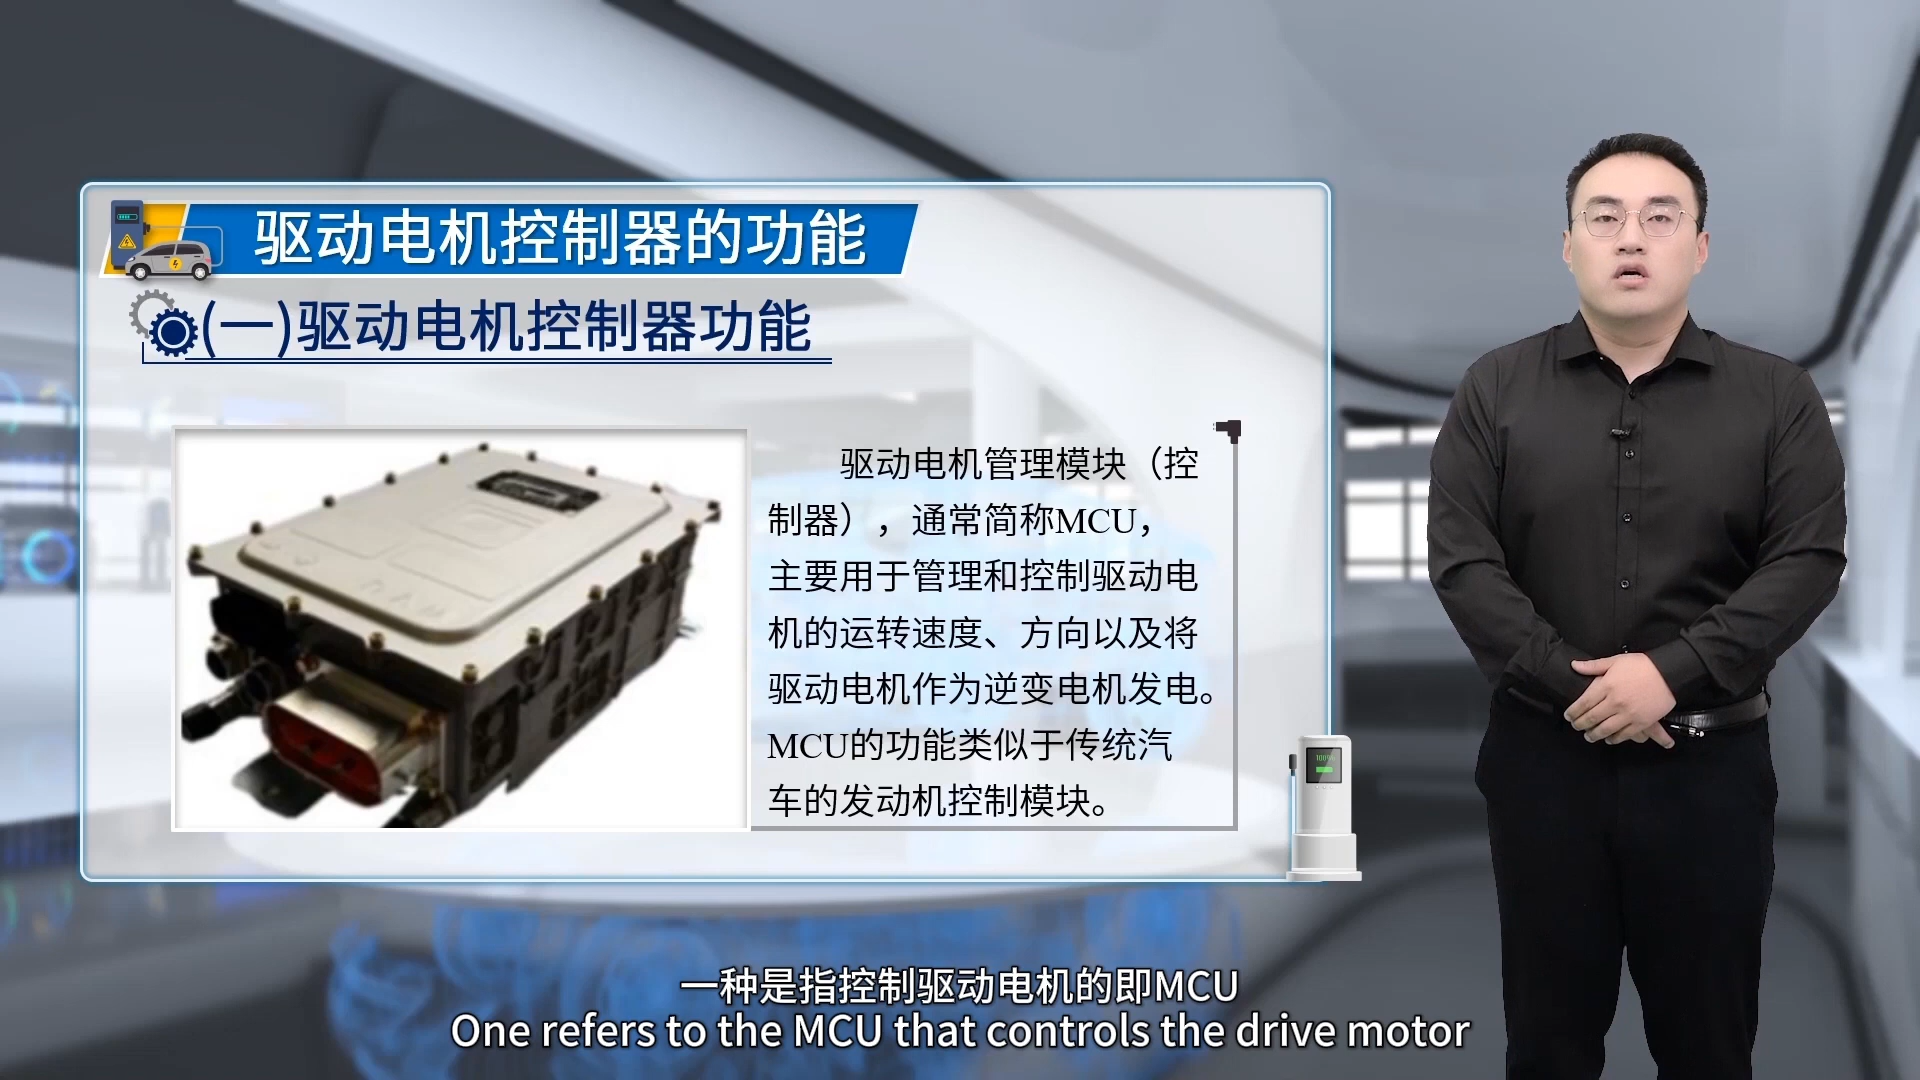 驱动电机控制器的功能
(一)驱动电机控制器功能
驱动电机管理模块（控
制器），通常简称MCU，
主要用于管理和控制驱动电
机的运转速度、方向以及将
驱动电机作为逆变电机发电。
MCU的功能类似于传统汽
车的发动机控制模块。
100%
一种是指控制驱动电机的即MCU
One refers to the MCU that controls the drive motor